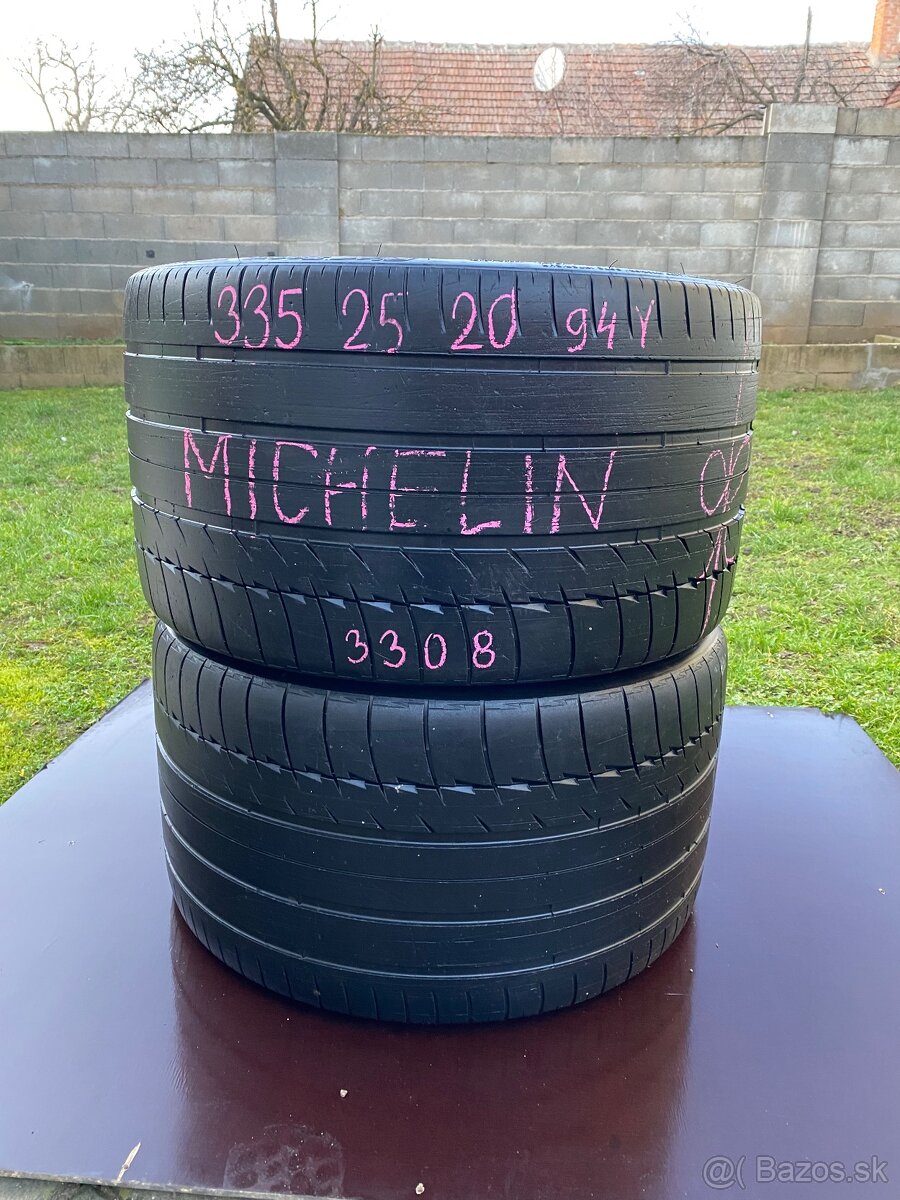 335 25 20 94Y
MICHELIN
3308
@( Bazos.sk